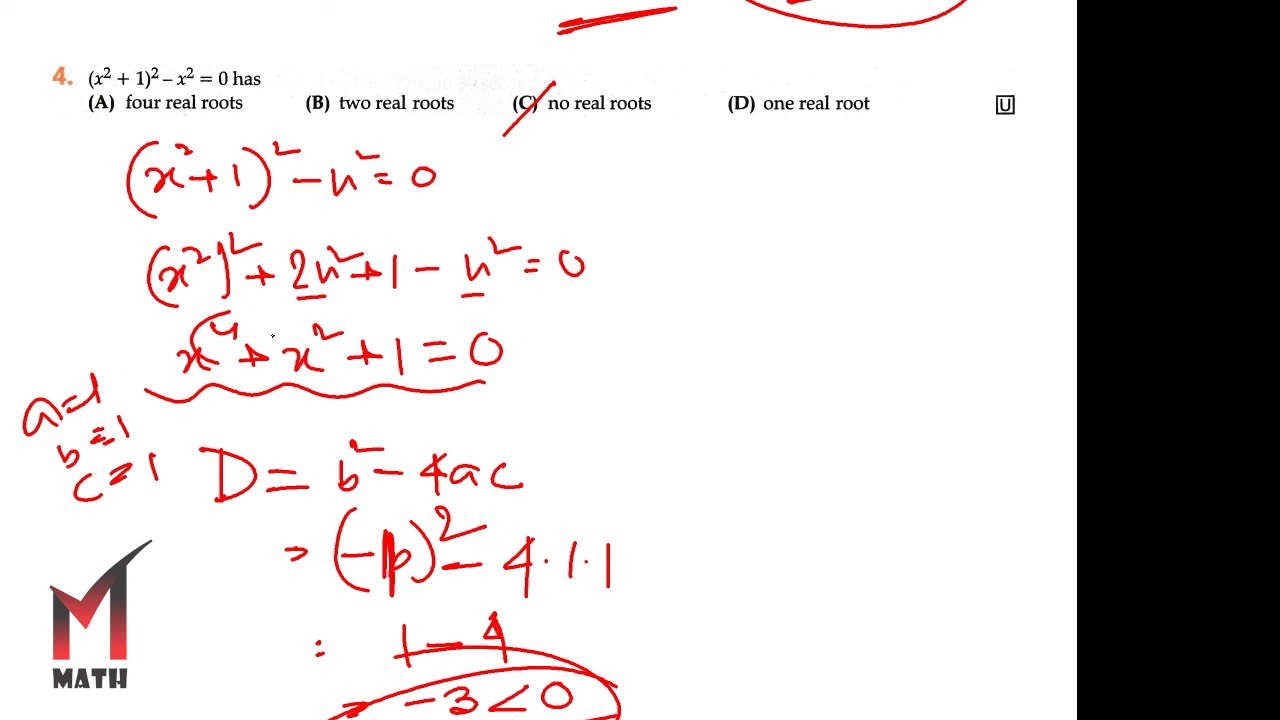 4. (x² + 1)² – x² = 0 has
(A) four real roots (B) two real roots (C) no real roots (D) one real root U
(x²+1)² – x² = 0
(x²)² + 2x² + 1 – x² = 0
x⁴ + x² + 1 = 0
a=1
b=1
c=1
D = b² – 4ac
= ( )² – 4·1·1
: 1 – 4
–3 < 0
MATH